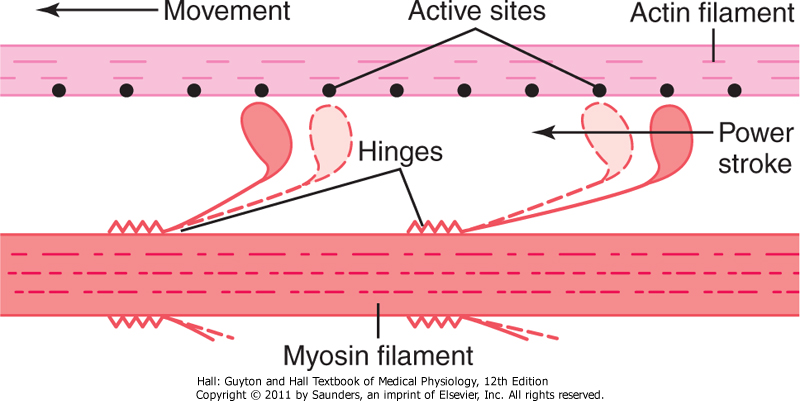 Movement
Active sites
Actin filament
Hinges
Power
stroke
Myosin filament
Hall: Guyton and Hall Textbook of Medical Physiology, 12th Edition
Copyright © 2011 by Saunders, an imprint of Elsevier, Inc. All rights reserved.